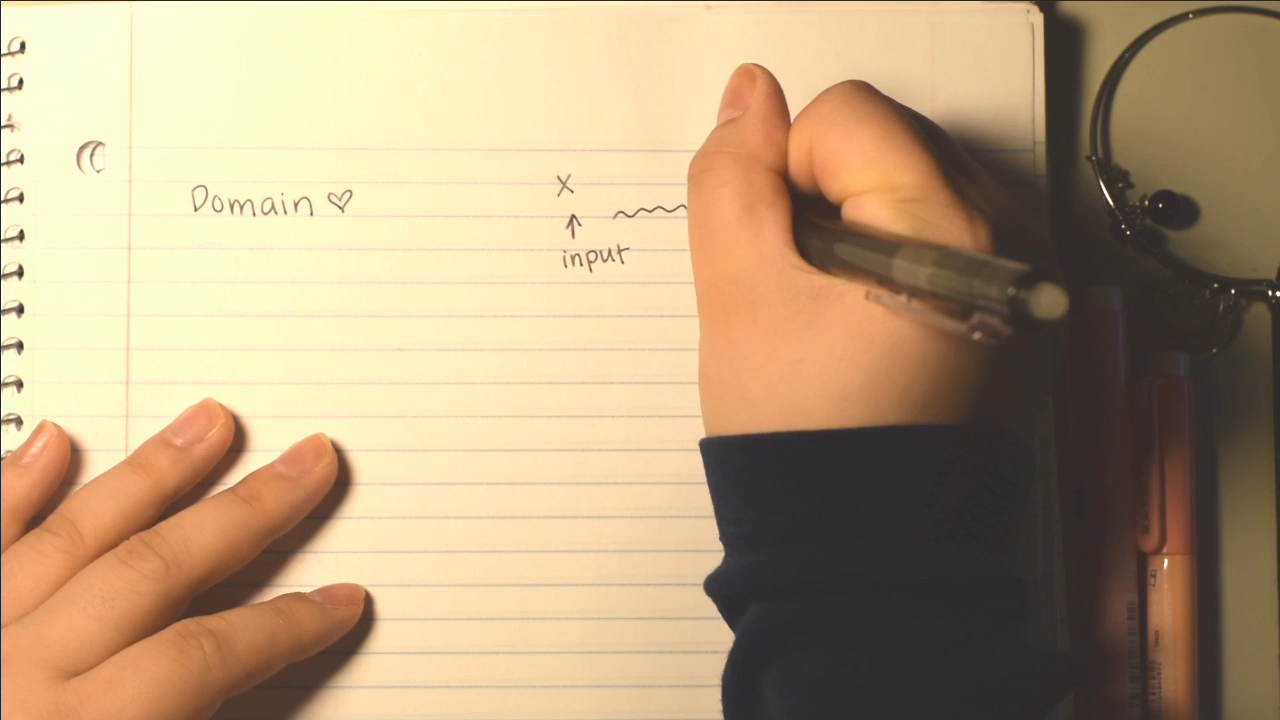 Domain ♡
x
↑
input